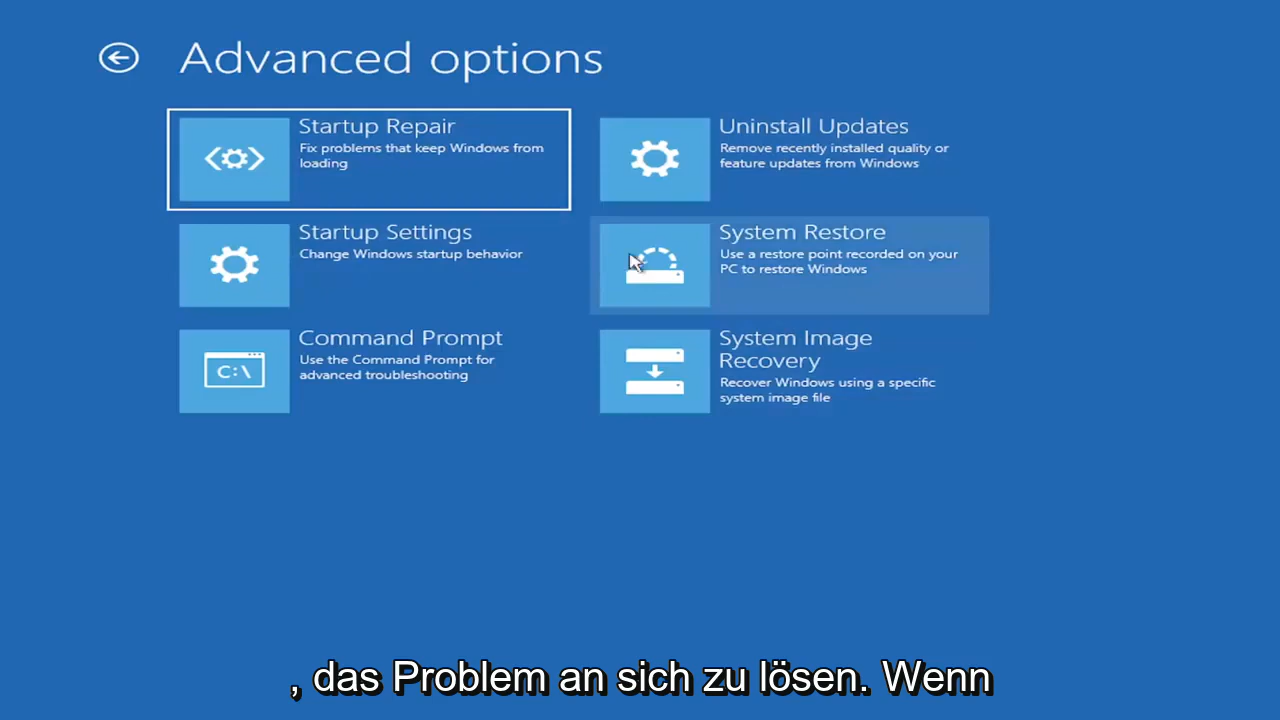 Advanced options
Startup Repair
Fix problems that keep Windows from
loading
Uninstall Updates
Remove recently installed quality or
feature updates from Windows
Startup Settings
Change Windows startup behavior
System Restore
Use a restore point recorded on your
PC to restore Windows
Command Prompt
Use the Command Prompt for
advanced troubleshooting
C:\
System Image
Recovery
Recover Windows using a specific
system image file
, das Problem an sich zu lösen. Wenn